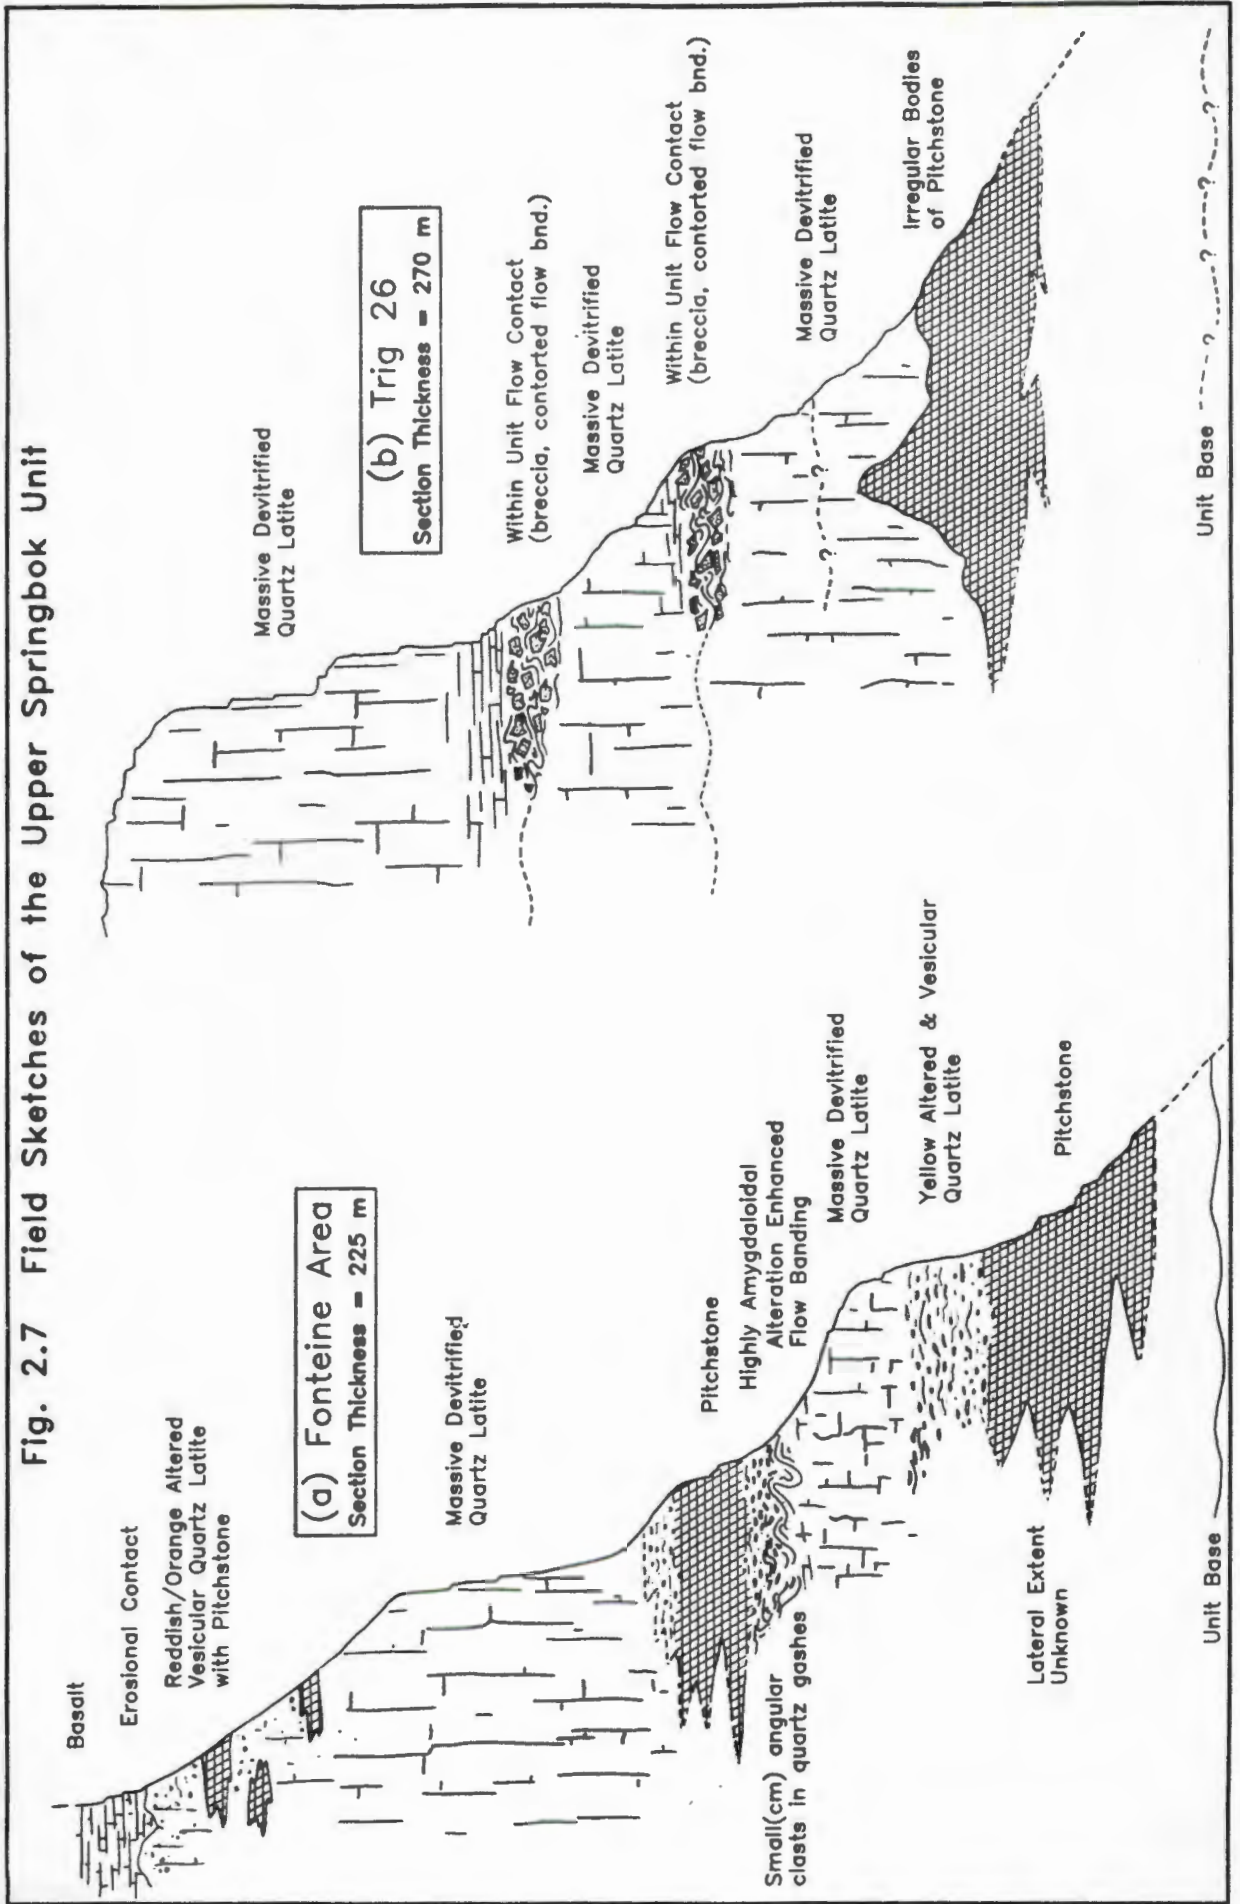 Fig. 2.7 Field Sketches of the Upper Springbok Unit
(a) Fonteine Area
Section Thickness = 225 m
Basalt
Erosional Contact
Reddish/Orange Altered
Vesicular Quartz Latite
with Pitchstone
Massive Devitrified
Quartz Latite
Pitchstone
Highly Amygdaloidal
Alteration Enhanced
Flow Banding
Small(cm) angular
clasts in quartz gashes
Massive Devitrified
Quartz Latite
Yellow Altered & Vesicular
Quartz Latite
Pitchstone
Lateral Extent
Unknown
Unit Base
(b) Trig 26
Section Thickness = 270 m
Massive Devitrified
Quartz Latite
Within Unit Flow Contact
(breccia, contorted flow bnd.)
Massive Devitrified
Quartz Latite
Within Unit Flow Contact
(breccia, contorted flow bnd.)
Massive Devitrified
Quartz Latite
? ?
Irregular Bodies
of Pitchstone
Unit Base ? ? ? ?